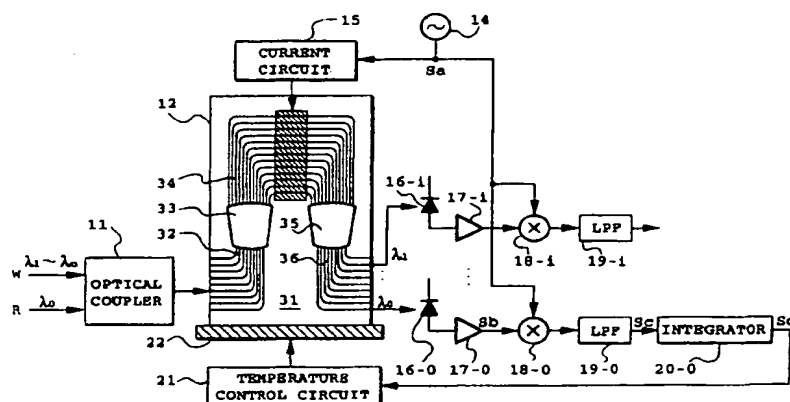 15
14
CURRENT
CIRCUIT
Sa
12
34
33
32
35
36
31
16-i
17-i
18-i
LPF
19-i
11
W
λ1~λn
R
λ0
OPTICAL
COUPLER
λi
λ0
16-0
Sb
17-0
18-0
LPF
19-0
Sc
INTEGRATOR
20-0
Sd
22
21
TEMPERATURE
CONTROL CIRCUIT